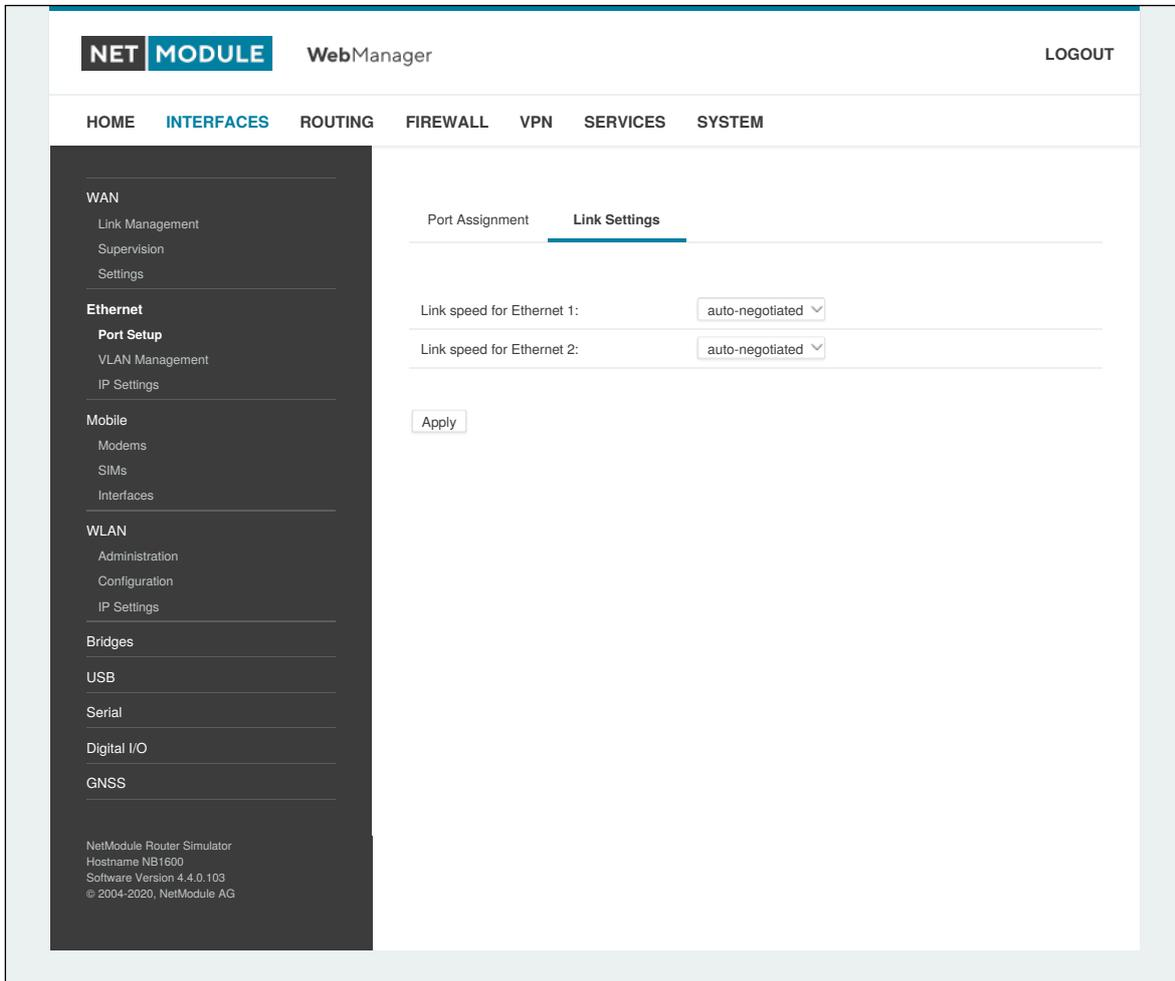 NET MODULE WebManager LOGOUT
HOME INTERFACES ROUTING FIREWALL VPN SERVICES SYSTEM
WAN
Link Management
Supervision
Settings
Ethernet
Port Setup
VLAN Management
IP Settings
Mobile
Modems
SIMs
Interfaces
WLAN
Administration
Configuration
IP Settings
Bridges
USB
Serial
Digital I/O
GNSS
NetModule Router Simulator
Hostname NB1600
Software Version 4.4.0.103
© 2004-2020, NetModule AG
Port Assignment Link Settings
Link speed for Ethernet 1: auto-negotiated
Link speed for Ethernet 2: auto-negotiated
Apply